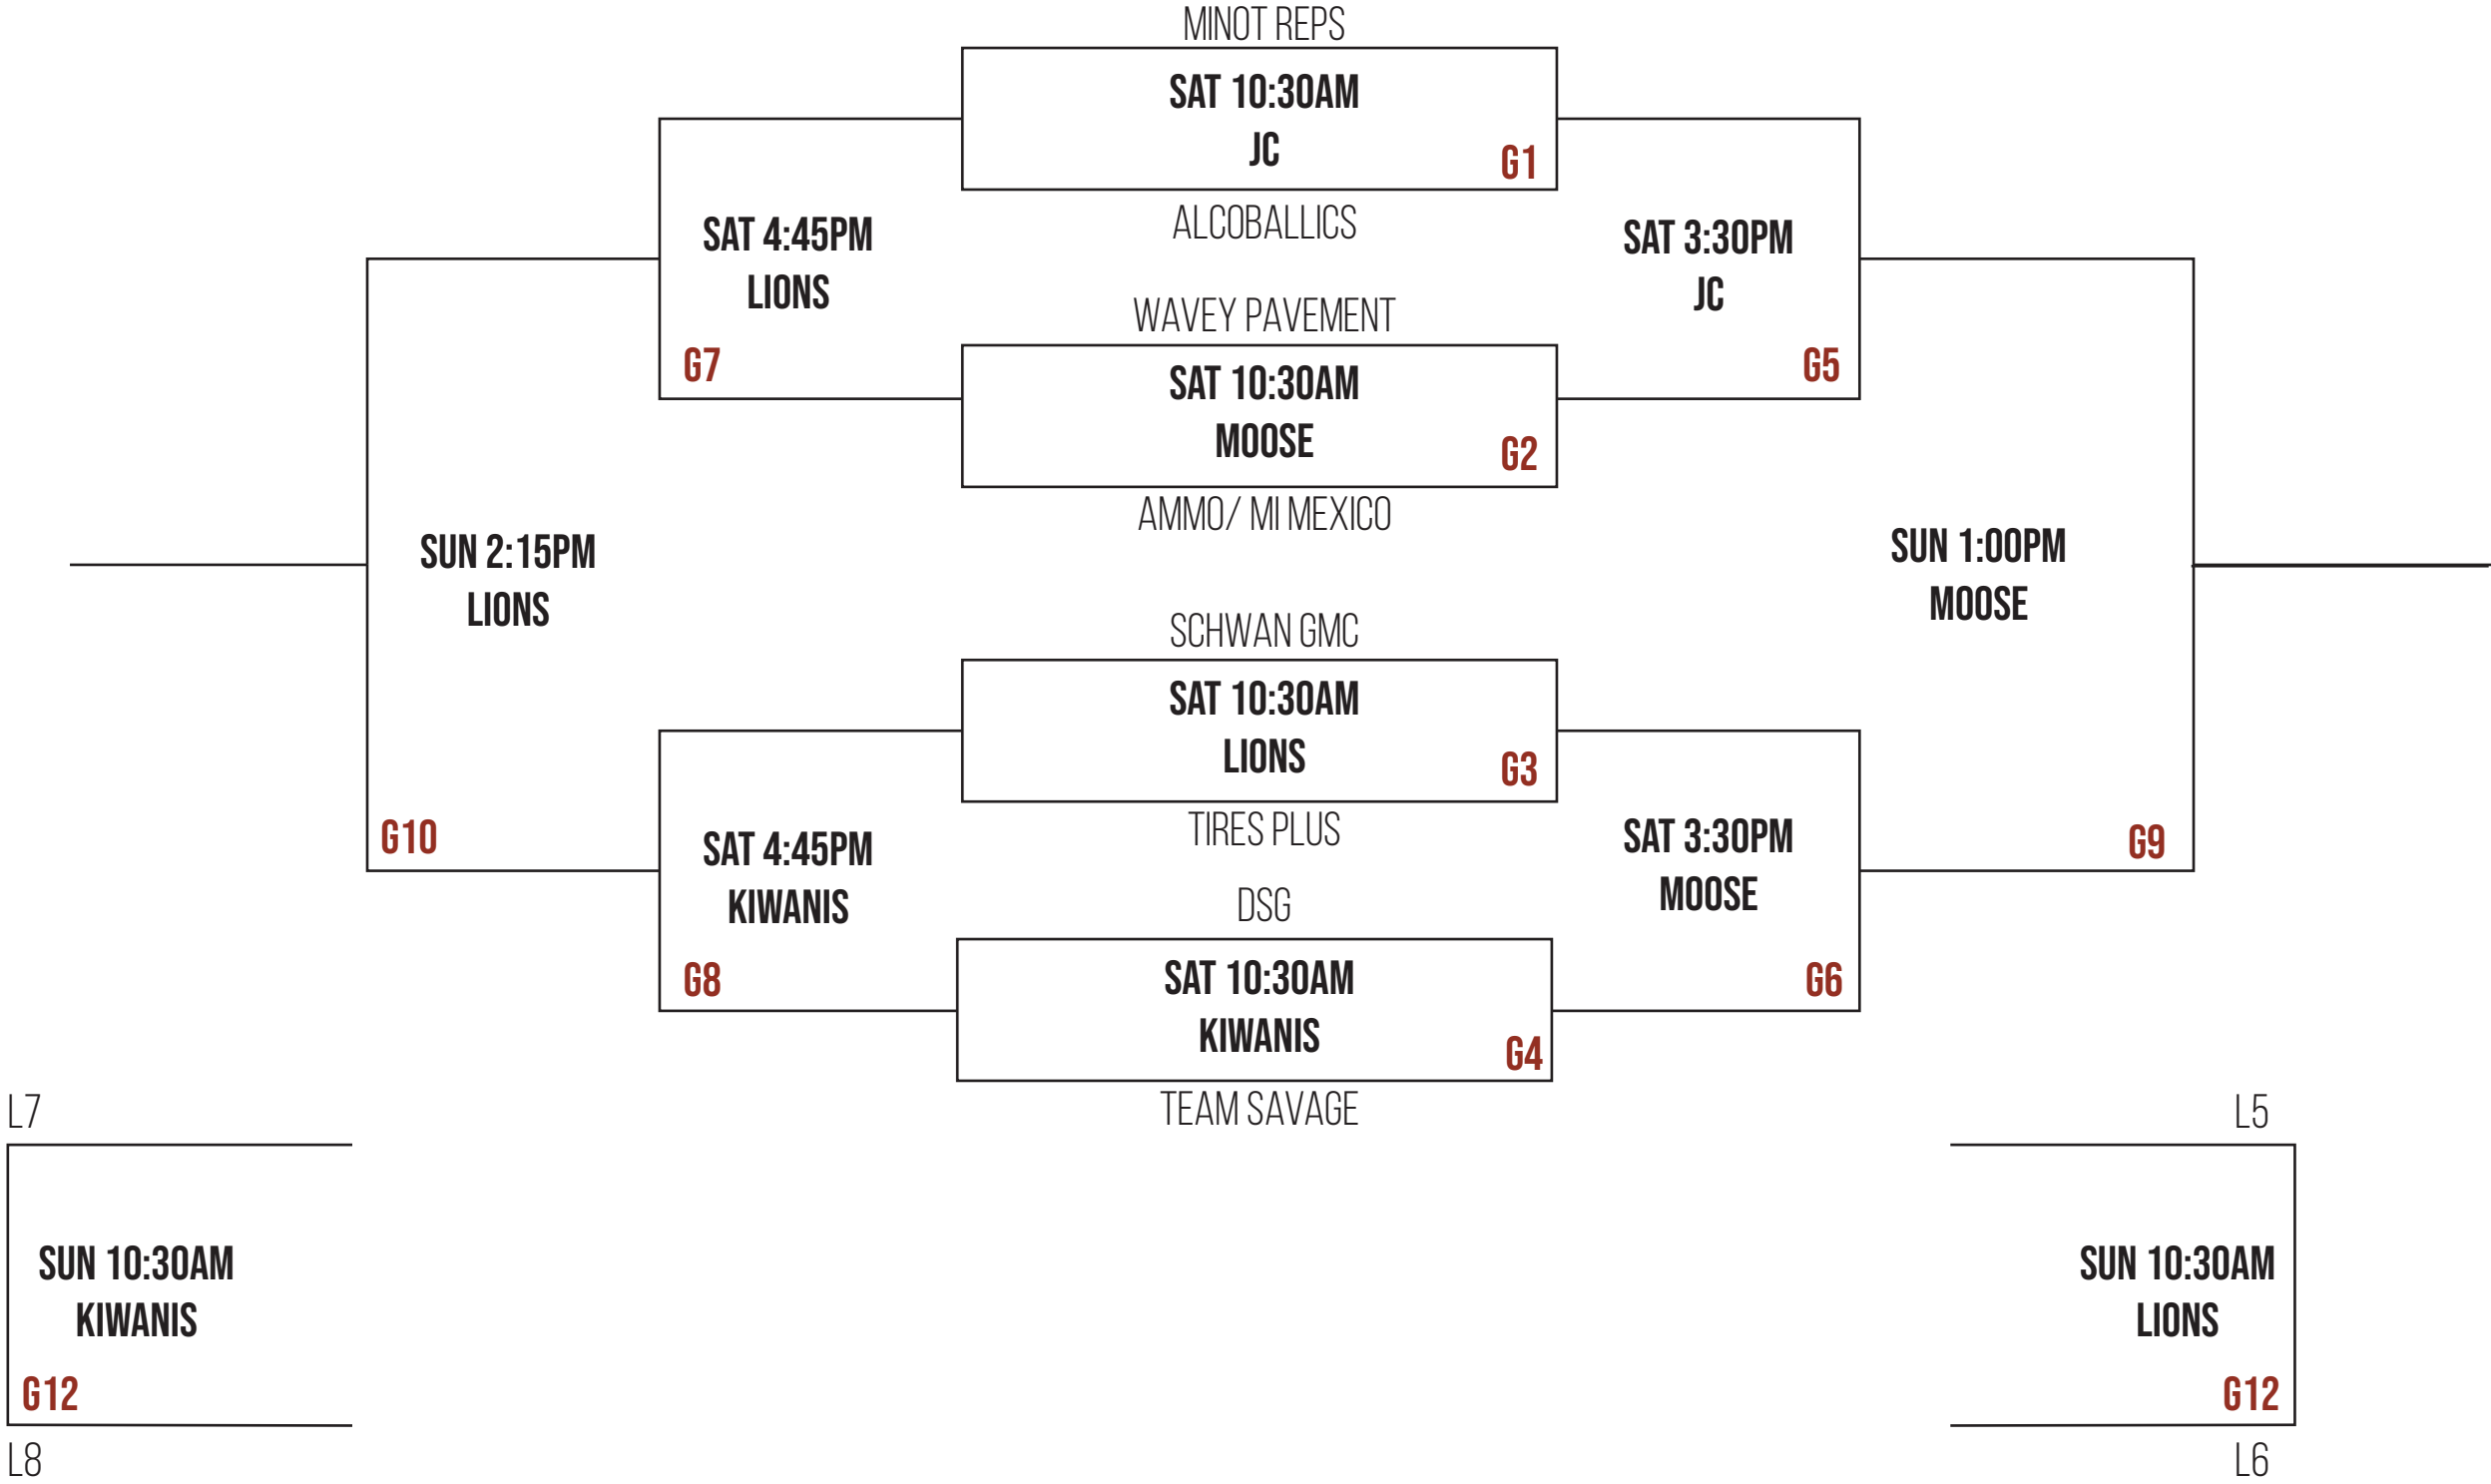 MINOT REPS
SAT 10:30AM
JC
G1
ALCOBALLICS
SAT 4:45PM
LIONS
G7
SAT 3:30PM
JC
G5
WAVEY PAVEMENT
SAT 10:30AM
MOOSE
G2
AMMO/ MI MEXICO
SUN 2:15PM
LIONS
G10
SUN 1:00PM
MOOSE
G9
SCHWAN GMC
SAT 10:30AM
LIONS
G3
TIRES PLUS
SAT 4:45PM
KIWANIS
G8
SAT 3:30PM
MOOSE
G6
DSG
SAT 10:30AM
KIWANIS
G4
TEAM SAVAGE
L7
SUN 10:30AM
KIWANIS
G12
L8
L5
SUN 10:30AM
LIONS
G12
L6